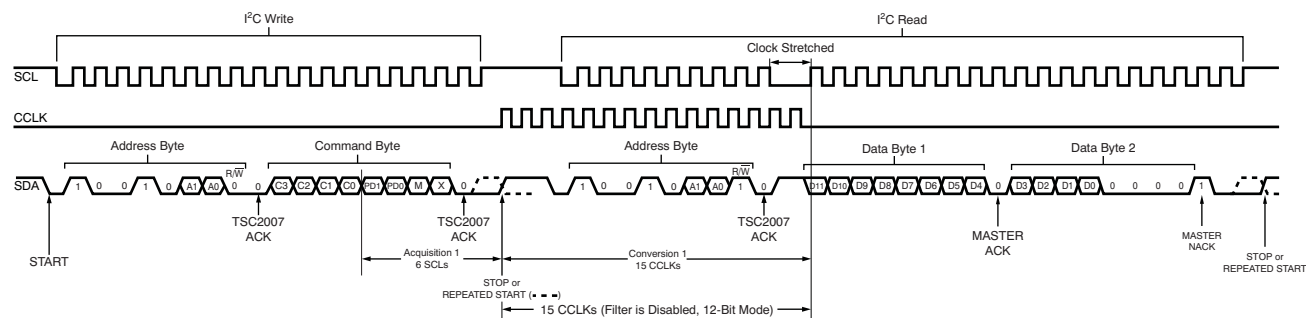 I²C Write
I²C Read
Clock Stretched
SCL
CCLK
Address Byte
Command Byte
Address Byte
Data Byte 1
Data Byte 2
R/W̅
R/W̅
SDA
1 0 0 1 0 A1 A0 0 0 C3 C2 C1 C0 PD1 PD0 M X 0 1 0 0 1 0 A1 A0 1 0 D11 D10 D9 D8 D7 D6 D5 D4 0 D3 D2 D1 D0 0 0 0 0 1
START
TSC2007
ACK
TSC2007
ACK
TSC2007
ACK
MASTER
ACK
MASTER
NACK
STOP or
REPEATED START
Acquisition 1
6 SCLs
Conversion 1
15 CCLKs
STOP or
REPEATED START ( )
15 CCLKs (Filter is Disabled, 12-Bit Mode)